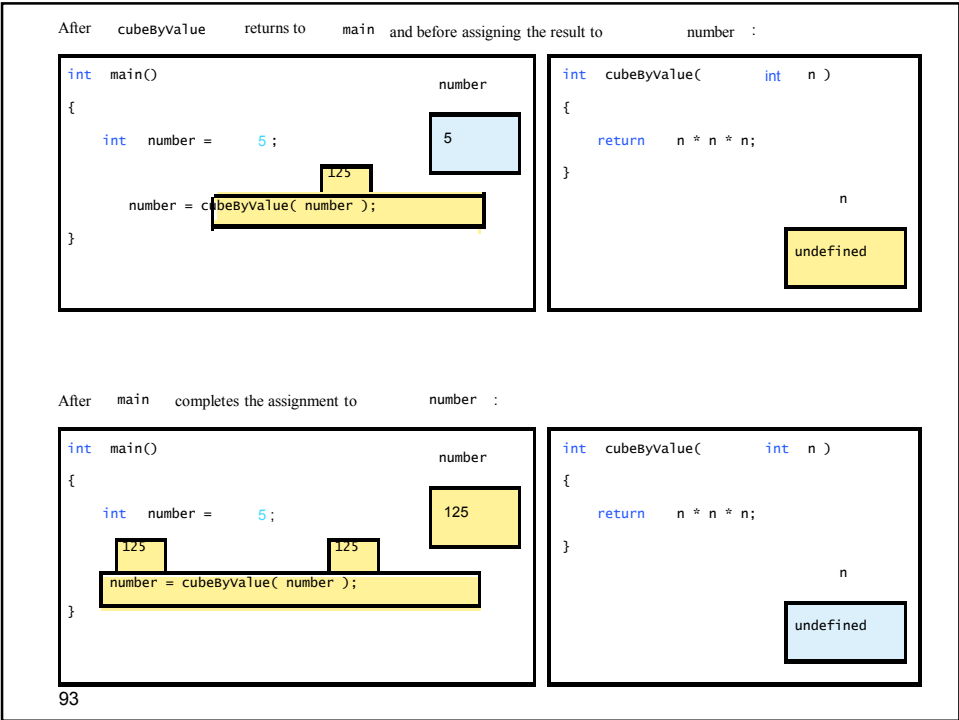 After cubeByValue returns to main and before assigning the result to number :
int main()
number
{
int number = 5 ;
5
125
number = cubeByValue( number );
}
int cubeByValue( int n )
{
return n * n * n;
}
n
undefined
After main completes the assignment to number :
int main()
number
{
int number = 5 ;
125
125 125
number = cubeByValue( number );
}
int cubeByValue( int n )
{
return n * n * n;
}
n
undefined
93